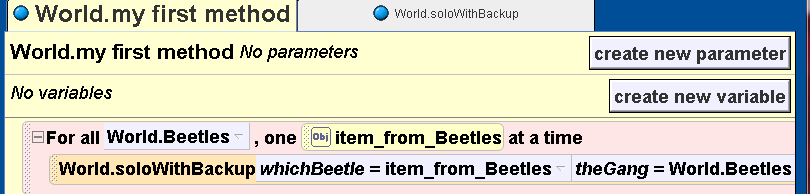 World.my first method World.soloWithBackup
World.my first method No parameters create new parameter
No variables create new variable
For all World.Beetles , one Obj item_from_Beetles at a time
World.soloWithBackup whichBeetle = item_from_Beetles theGang = World.Beetles